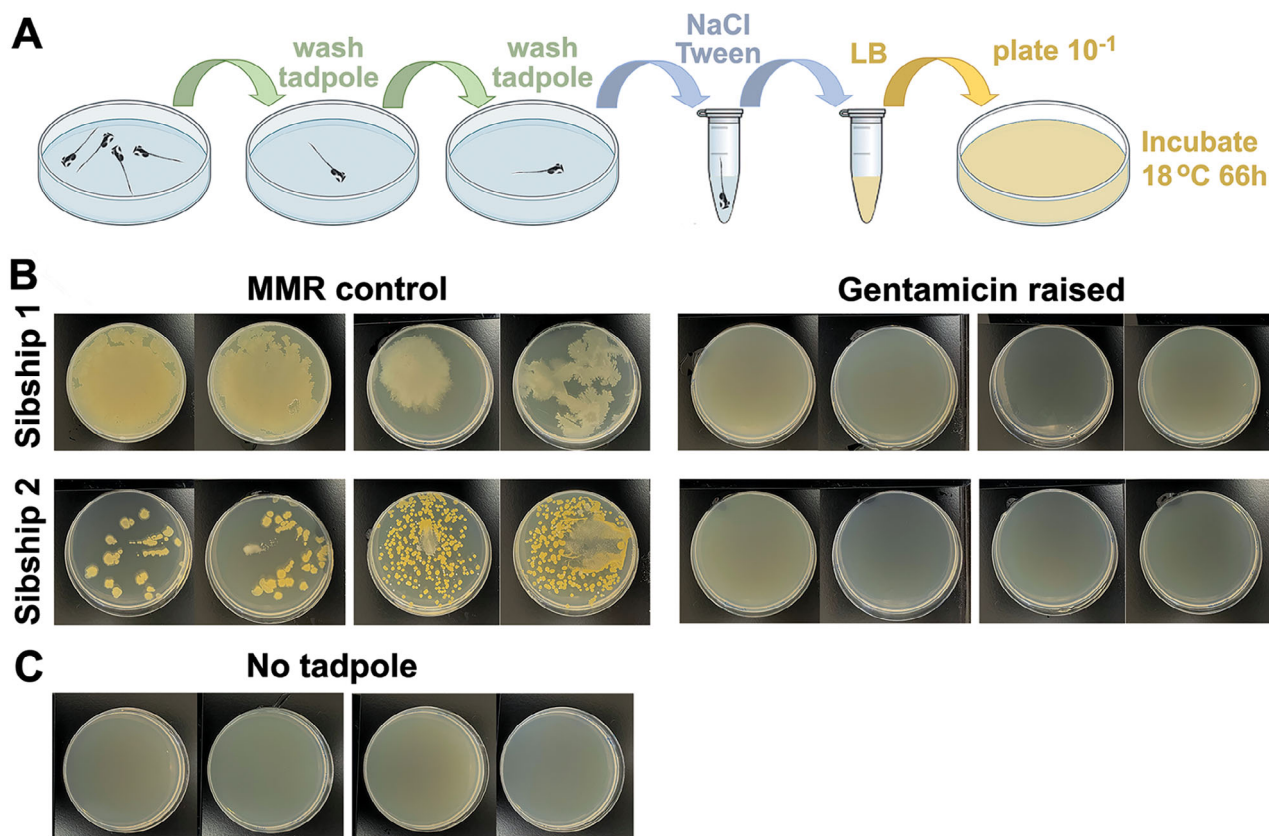 A
wash
tadpole
wash
tadpole
NaCl
Tween
LB
plate 10⁻¹
Incubate
18 °C 66h
B
MMR control
Gentamicin raised
Sibship 1
Sibship 2
C
No tadpole